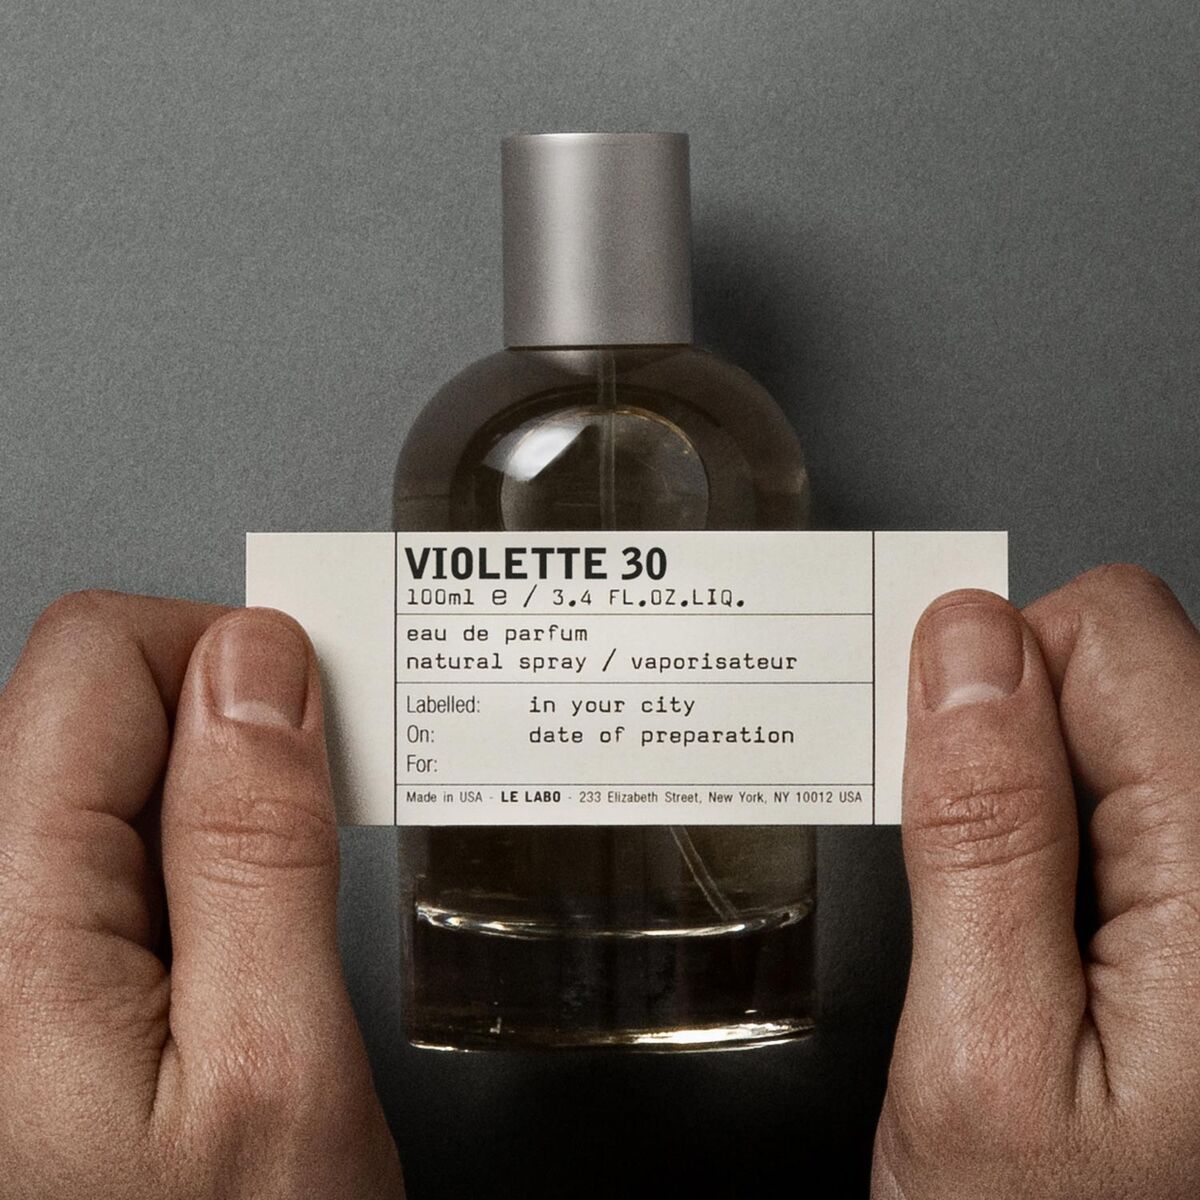 VIOLETTE 30
100ml ℮ / 3.4 FL.OZ.LIQ.
eau de parfum
natural spray / vaporisateur
Labelled: in your city
On: date of preparation
For:
Made in USA - LE LABO - 233 Elizabeth Street, New York, NY 10012 USA